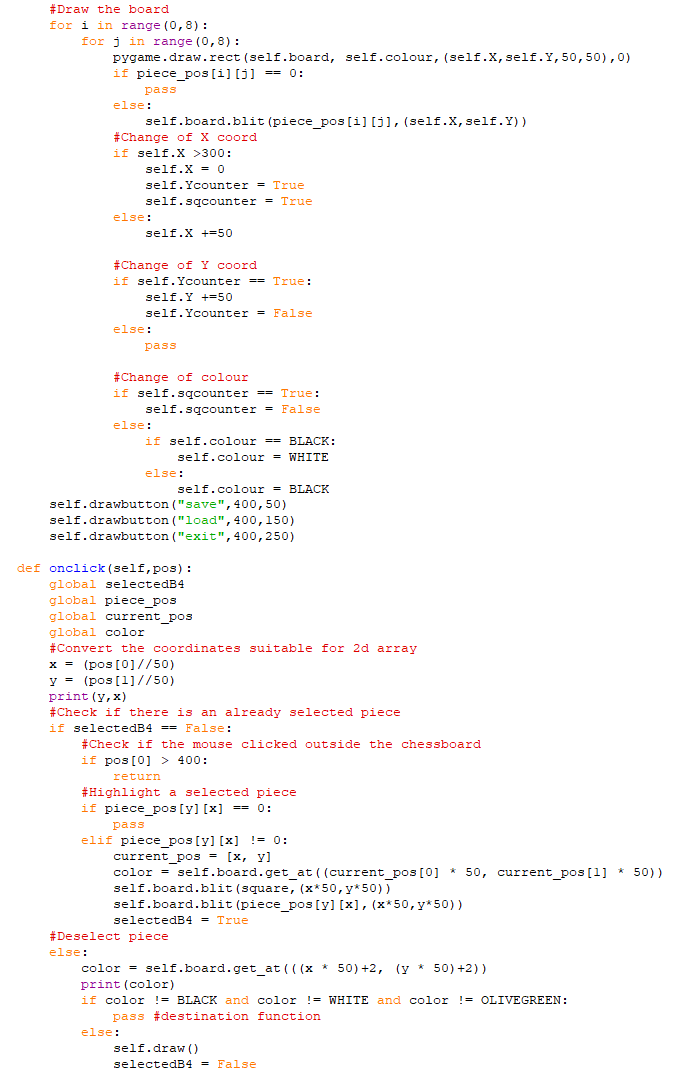 #Draw the board
for i in range(0,8):
    for j in range(0,8):
        pygame.draw.rect(self.board, self.colour,(self.X,self.Y,50,50),0)
        if piece_pos[i][j] == 0:
            pass
        else:
            self.board.blit(piece_pos[i][j],(self.X,self.Y))
        #Change of X coord
        if self.X >300:
            self.X = 0
            self.Ycounter = True
            self.sqcounter = True
        else:
            self.X +=50

        #Change of Y coord
        if self.Ycounter == True:
            self.Y +=50
            self.Ycounter = False
        else:
            pass

        #Change of colour
        if self.sqcounter == True:
            self.sqcounter = False
        else:
            if self.colour == BLACK:
                self.colour = WHITE
            else:
                self.colour = BLACK
self.drawbutton("save",400,50)
self.drawbutton("load",400,150)
self.drawbutton("exit",400,250)

def onclick(self,pos):
    global selectedB4
    global piece_pos
    global current_pos
    global color
    #Convert the coordinates suitable for 2d array
    x = (pos[0]//50)
    y = (pos[1]//50)
    print(y,x)
    #Check if there is an already selected piece
    if selectedB4 == False:
        #Check if the mouse clicked outside the chessboard
        if pos[0] > 400:
            return
        #Highlight a selected piece
        if piece_pos[y][x] == 0:
            pass
        elif piece_pos[y][x] != 0:
            current_pos = [x, y]
            color = self.board.get_at((current_pos[0] * 50, current_pos[1] * 50))
            self.board.blit(square,(x*50,y*50))
            self.board.blit(piece_pos[y][x],(x*50,y*50))
            selectedB4 = True
    #Deselect piece
    else:
        color = self.board.get_at(((x * 50)+2, (y * 50)+2))
        print(color)
        if color != BLACK and color != WHITE and color != OLIVEGREEN:
            pass #destination function
        else:
            self.draw()
            selectedB4 = False